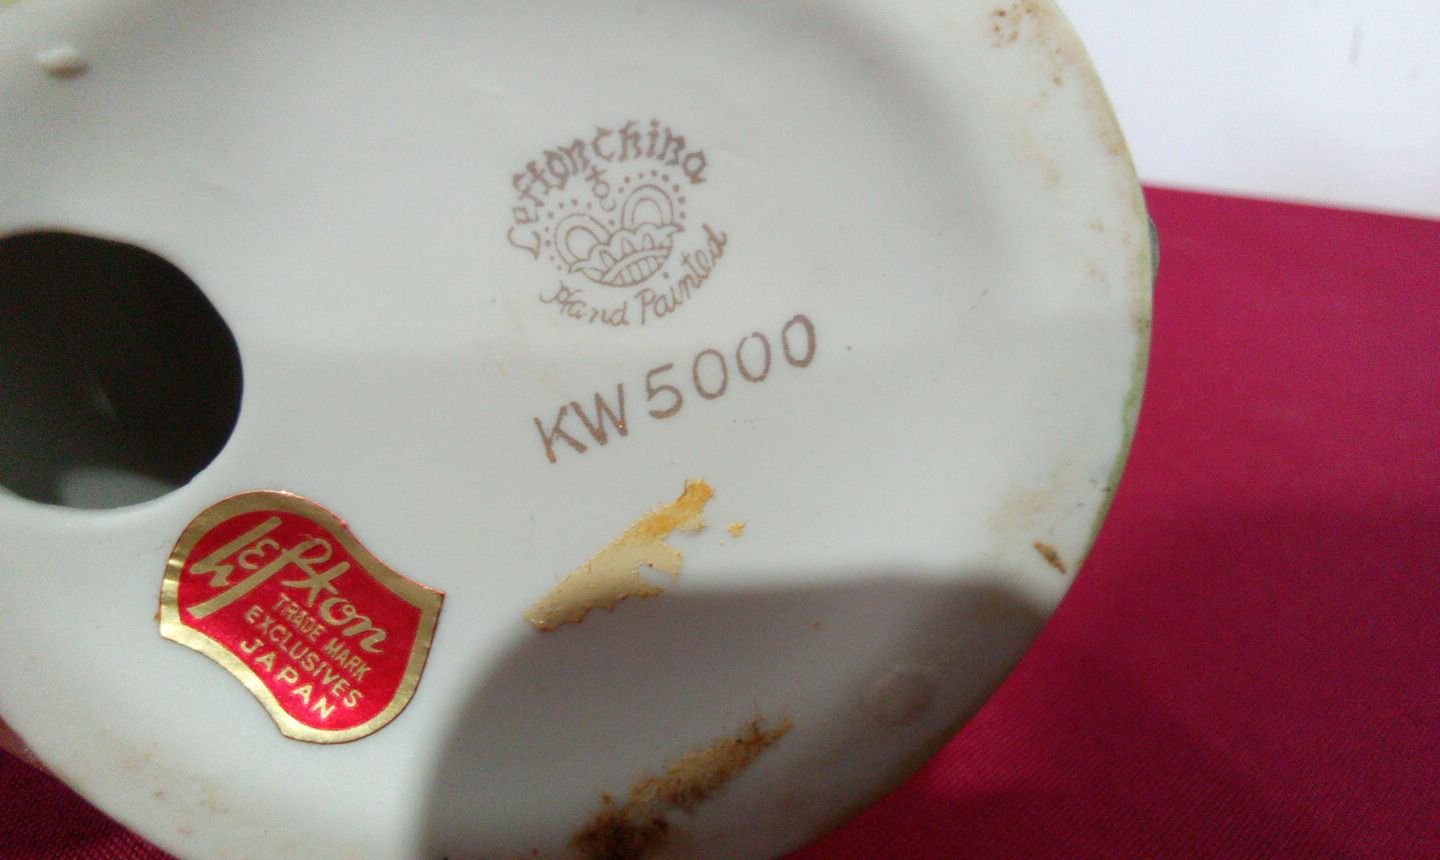 Lefton China
Hand Painted
KW5000
Lefton
TRADE MARK
EXCLUSIVES
JAPAN